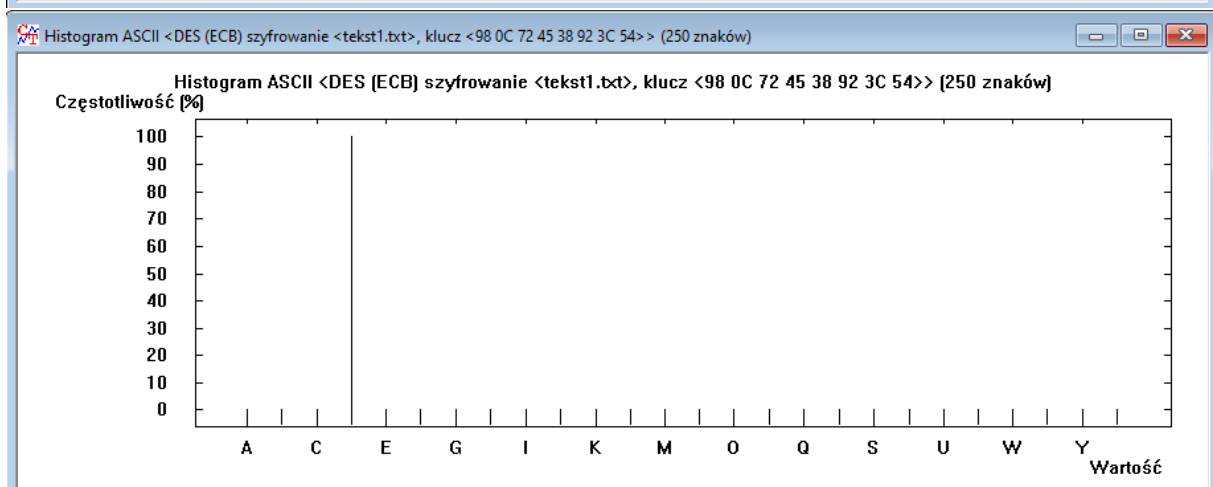 Histogram ASCII <DES (ECB) szyfrowanie <tekst1.txt>, klucz <98 0C 72 45 38 92 3C 54>> (250 znaków)
Histogram ASCII <DES (ECB) szyfrowanie <tekst1.txt>, klucz <98 0C 72 45 38 92 3C 54>> (250 znaków)
Częstotliwość (%)
100
90
80
70
60
50
40
30
20
10
0
A C E G I K M O Q S U W Y
Wartość